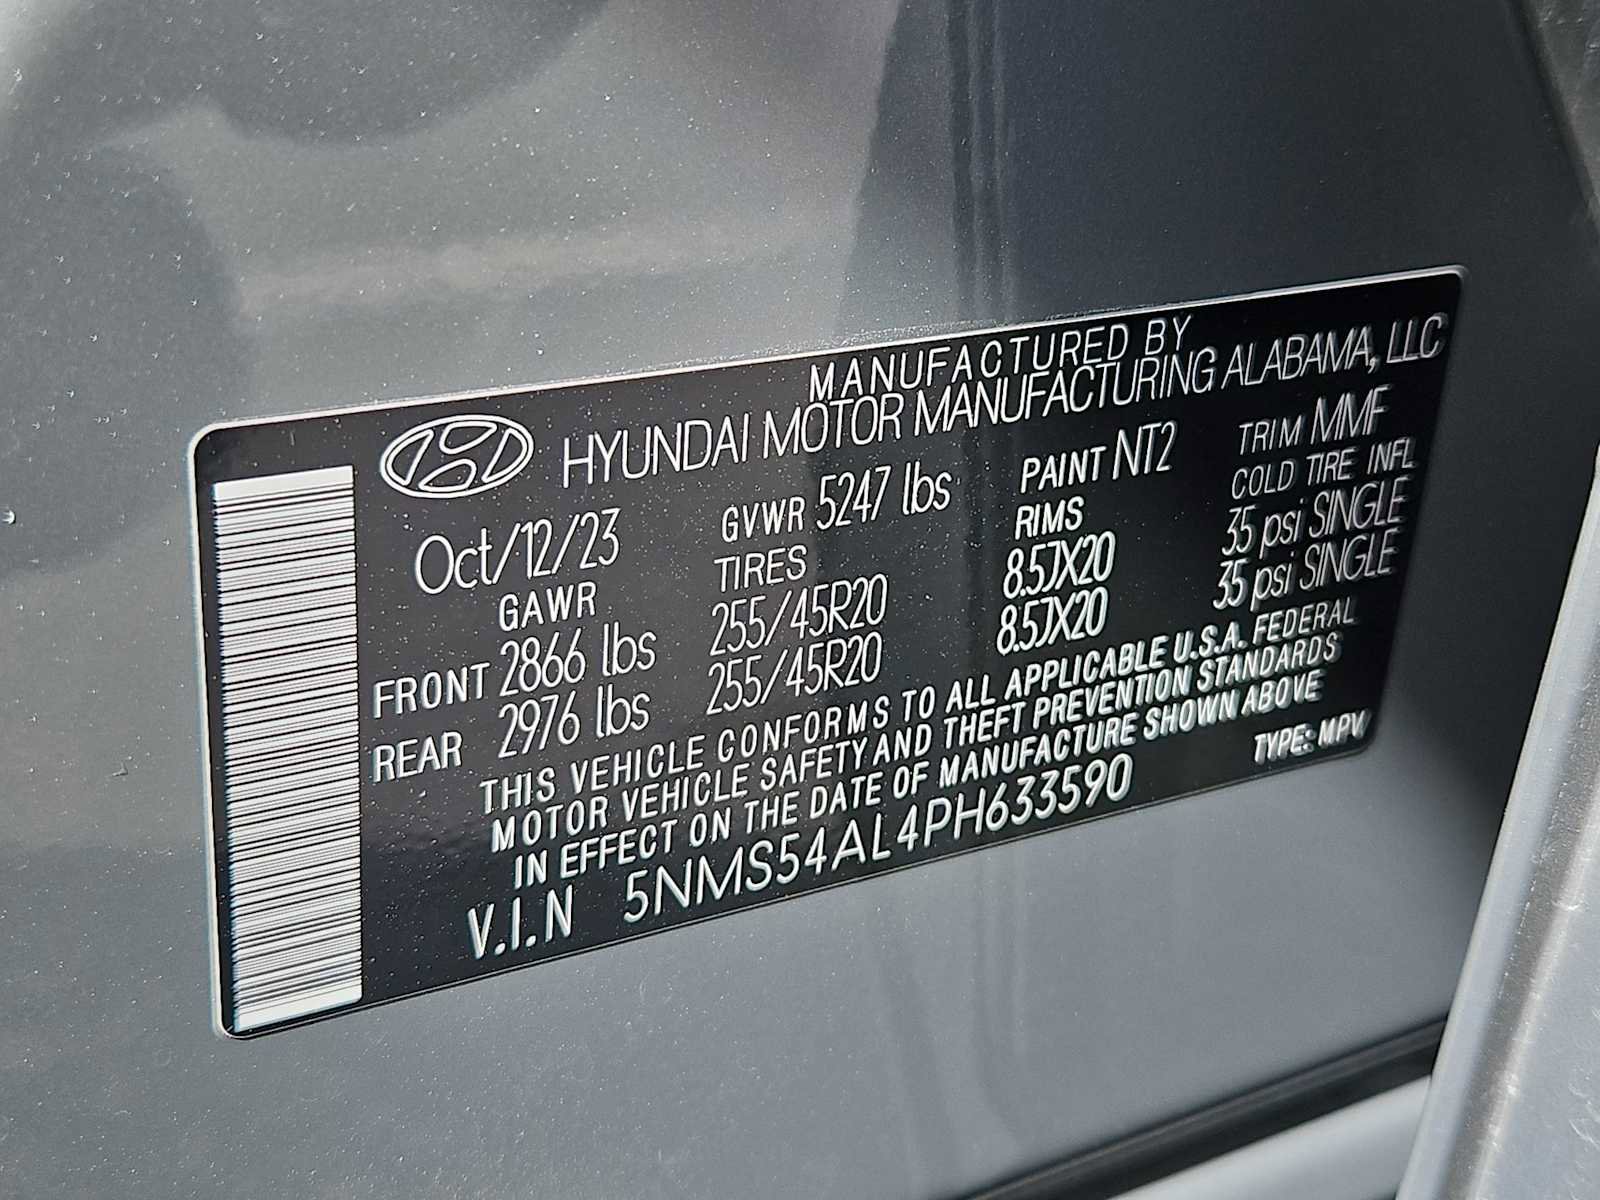 MANUFACTURED BY
HYUNDAI MOTOR MANUFACTURING ALABAMA, LLC
Oct/12/23 GVWR 5247 lbs PAINT NT2 TRIM MMF
GAWR TIRES RIMS COLD TIRE INFL
FRONT 2866 lbs 255/45R20 8.5JX20 35 psi SINGLE
REAR 2976 lbs 255/45R20 8.5JX20 35 psi SINGLE
THIS VEHICLE CONFORMS TO ALL APPLICABLE U.S.A. FEDERAL
MOTOR VEHICLE SAFETY AND THEFT PREVENTION STANDARDS
IN EFFECT ON THE DATE OF MANUFACTURE SHOWN ABOVE
V.I.N 5NMS54AL4PH633590 TYPE: MPV